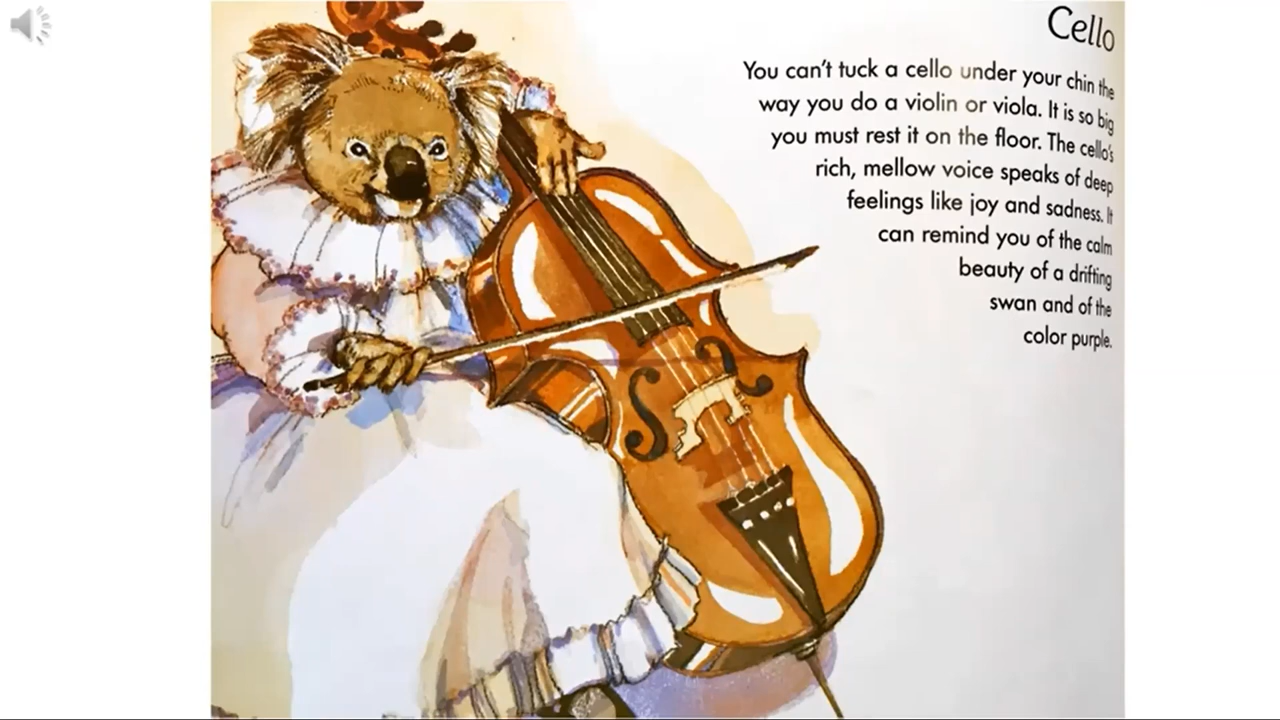 Cello
You can't tuck a cello under your chin the
way you do a violin or viola. It is so big
you must rest it on the floor. The cello's
rich, mellow voice speaks of deep
feelings like joy and sadness. It
can remind you of the calm
beauty of a drifting
swan and of the
color purple.